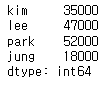 kim     35000
lee     47000
park    52000
jung    18000
dtype: int64